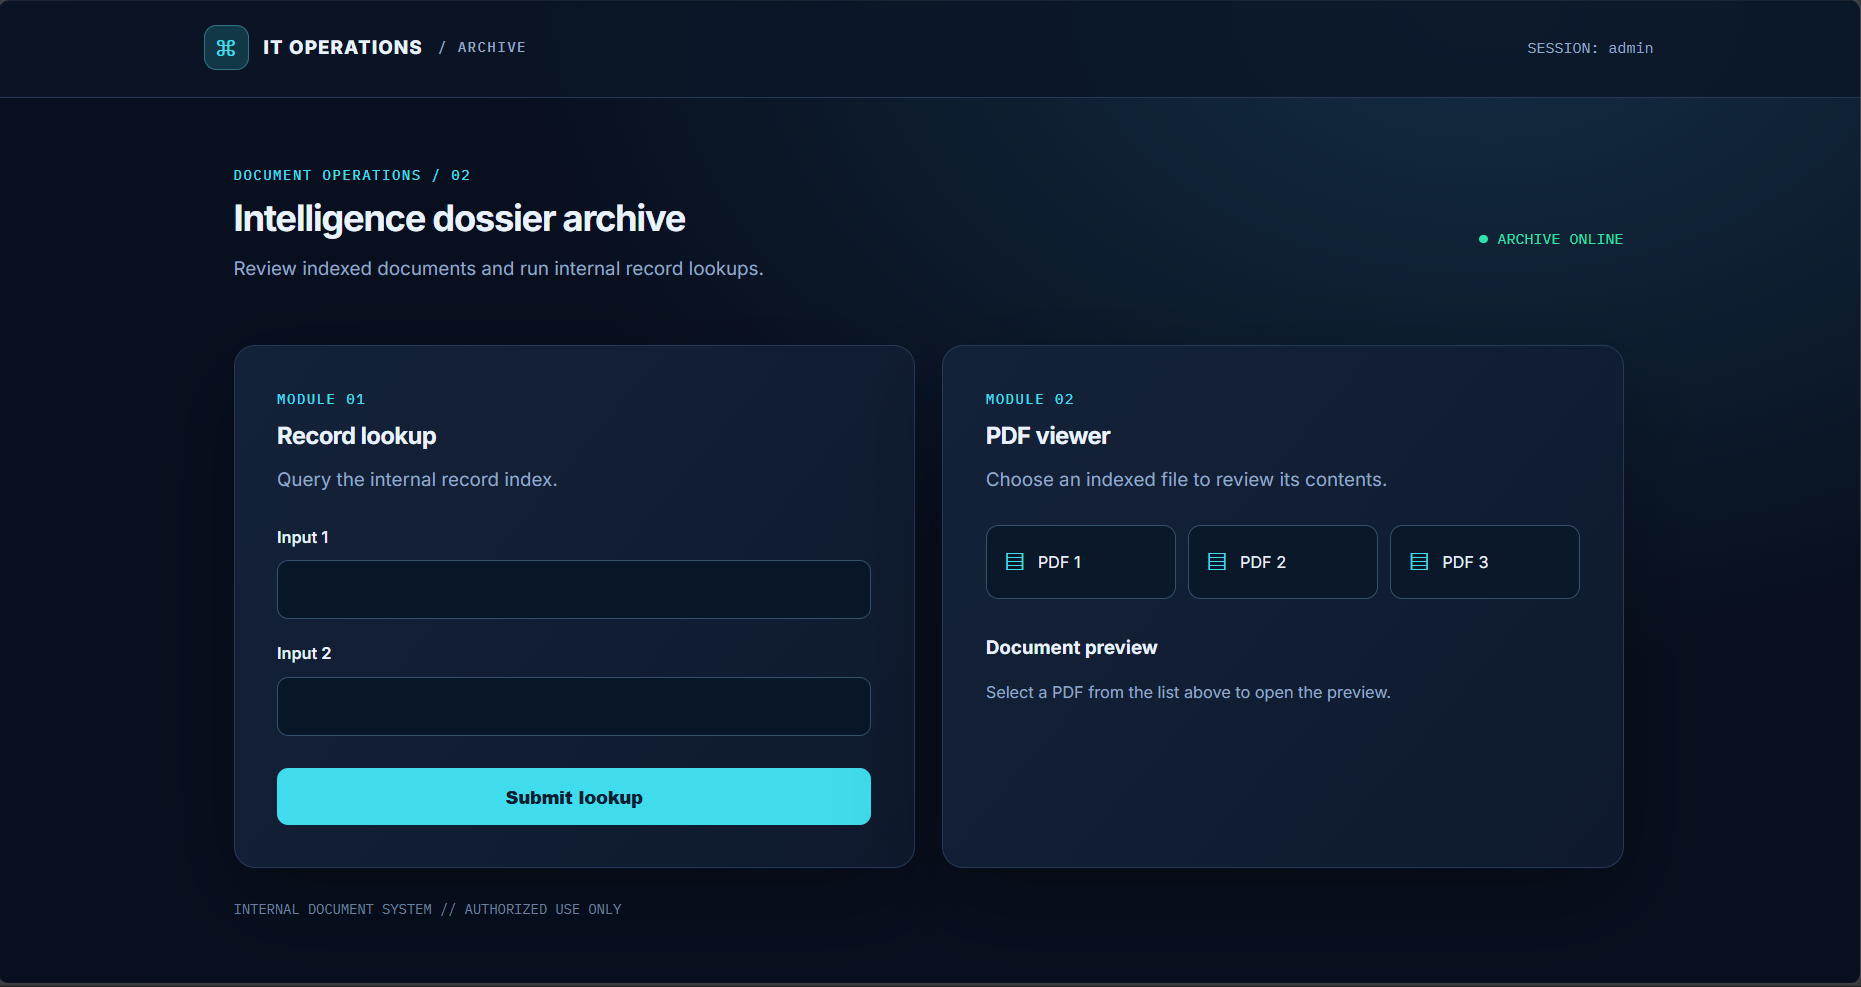 ⌘ IT OPERATIONS / ARCHIVE
SESSION: admin
DOCUMENT OPERATIONS / 02
Intelligence dossier archive
Review indexed documents and run internal record lookups.
ARCHIVE ONLINE
MODULE 01
Record lookup
Query the internal record index.
Input 1
Input 2
Submit lookup
MODULE 02
PDF viewer
Choose an indexed file to review its contents.
PDF 1
PDF 2
PDF 3
Document preview
Select a PDF from the list above to open the preview.
INTERNAL DOCUMENT SYSTEM // AUTHORIZED USE ONLY